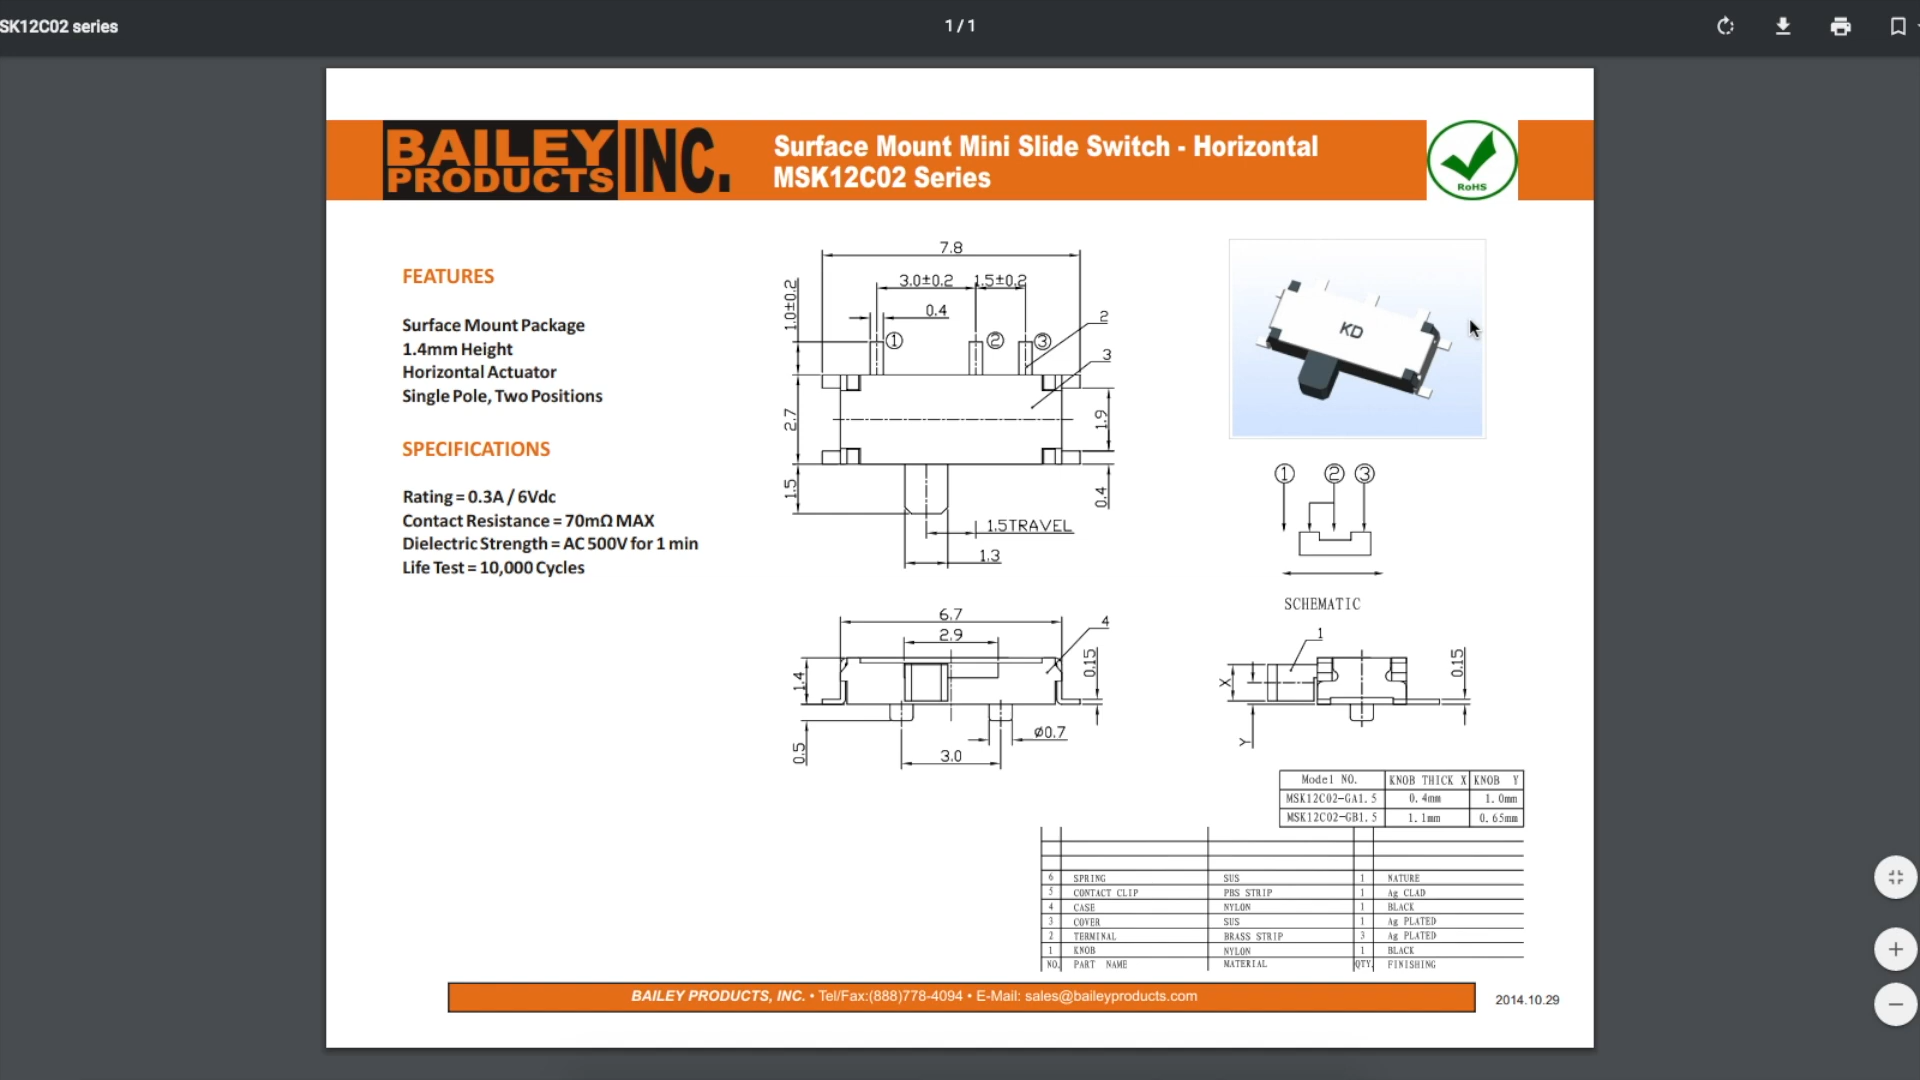 SK12C02 series
1 / 1
BAILEY
PRODUCTS
INC.
Surface Mount Mini Slide Switch - Horizontal
MSK12C02 Series
RoHS
FEATURES
Surface Mount Package
1.4mm Height
Horizontal Actuator
Single Pole, Two Positions
SPECIFICATIONS
Rating = 0.3A / 6Vdc
Contact Resistance = 70mΩ MAX
Dielectric Strength = AC 500V for 1 min
Life Test = 10,000 Cycles
7.8
3.0±0.2
1.5±0.2
1.0±0.2
0.4
① ② ③
2
3
2.7
1.9
1.5
0.4
1.5TRAVEL
1.3
KD
① ② ③
SCHEMATIC
6.7
2.9
4
1.4
0.15
0.5
ø0.7
3.0
1
X
Y
0.15
Model NO. KNOB THICK X KNOB Y
MSK12C02-GA1.5 0.4mm 1.0mm
MSK12C02-GB1.5 1.1mm 0.65mm
6 SPRING SUS 1 NATURE
5 CONTACT CLIP PBS STRIP 1 Ag CLAD
4 CASE NYLON 1 BLACK
3 COVER SUS 1 Ag PLATED
2 TERMINAL BRASS STRIP 3 Ag PLATED
1 KNOB NYLON 1 BLACK
NO. PART NAME MATERIAL QTY. FINISHING
BAILEY PRODUCTS, INC. • Tel/Fax:(888)778-4094 • E-Mail: sales@baileyproducts.com
2014.10.29